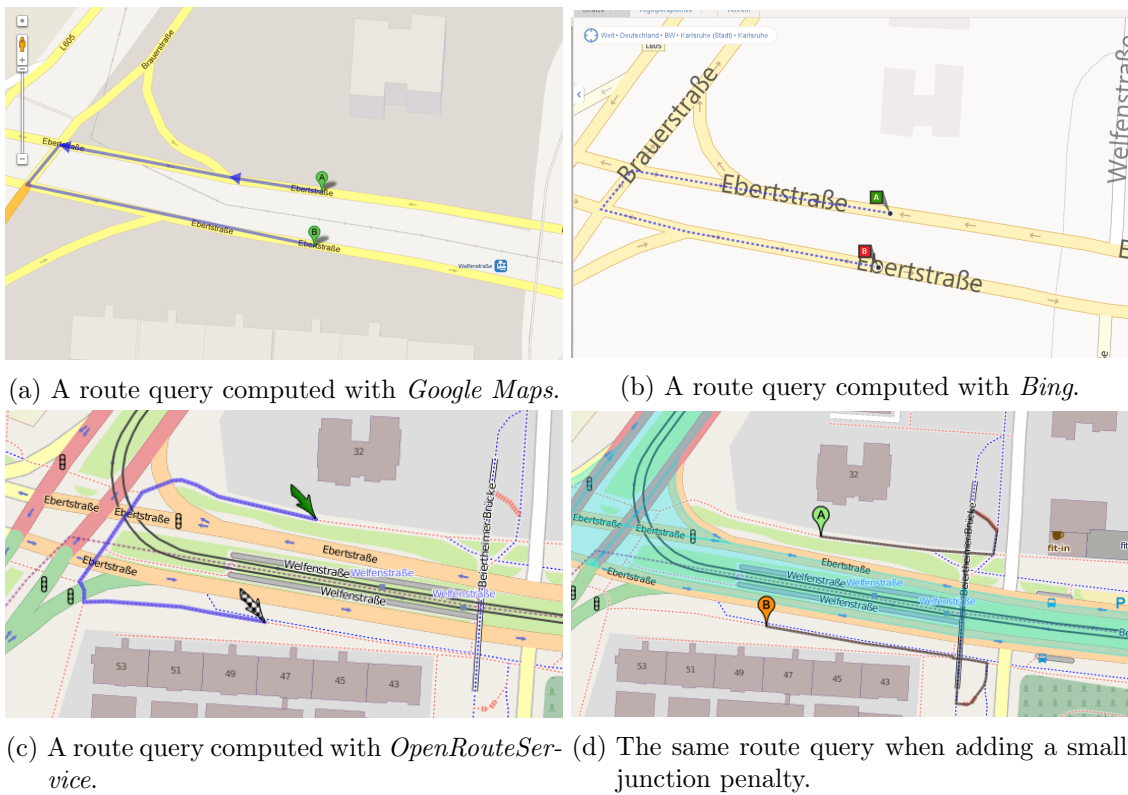 L605
Brauerstraße
Ebertstraße
Ebertstraße
A
Ebertstraße
B
Ebertstraße
Welfenstraße
Welt • Deutschland • BW • Karlsruhe (Stadt) • Karlsruhe
L605
Brauerstraße
Ebertstraße
A
B
Ebertstraße
Welfenstraße
(a) A route query computed with Google Maps.
(b) A route query computed with Bing.
32
Ebertstraße
Ebertstraße
Ebertstraße
Ebertstraße
Welfenstraße
Welfenstraße
Welfenstraße
Welfenstraße
Beiertheimer Brücke
53
51
49
47
45
43
32
A
fit-in
fit
Ebertstraße
Ebertstraße
Ebertstraße
Ebertstraße
Welfenstraße
Welfenstraße
Welfenstraße
Welfenstraße
Beiertheimer Brücke
P
B
53
51
49
47
45
43
(c) A route query computed with OpenRouteSer-
vice.
(d) The same route query when adding a small
junction penalty.